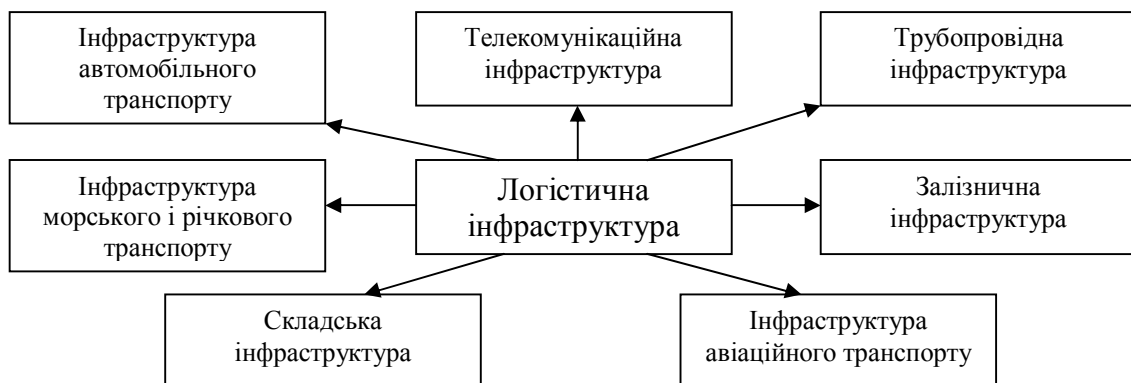 Інфраструктура
автомобільного
транспорту
Телекомунікаційна
інфраструктура
Трубопровідна
інфраструктура
Інфраструктура
морського і річкового
транспорту
Логістична
інфраструктура
Залізнична
інфраструктура
Складська
інфраструктура
Інфраструктура
авіаційного транспорту